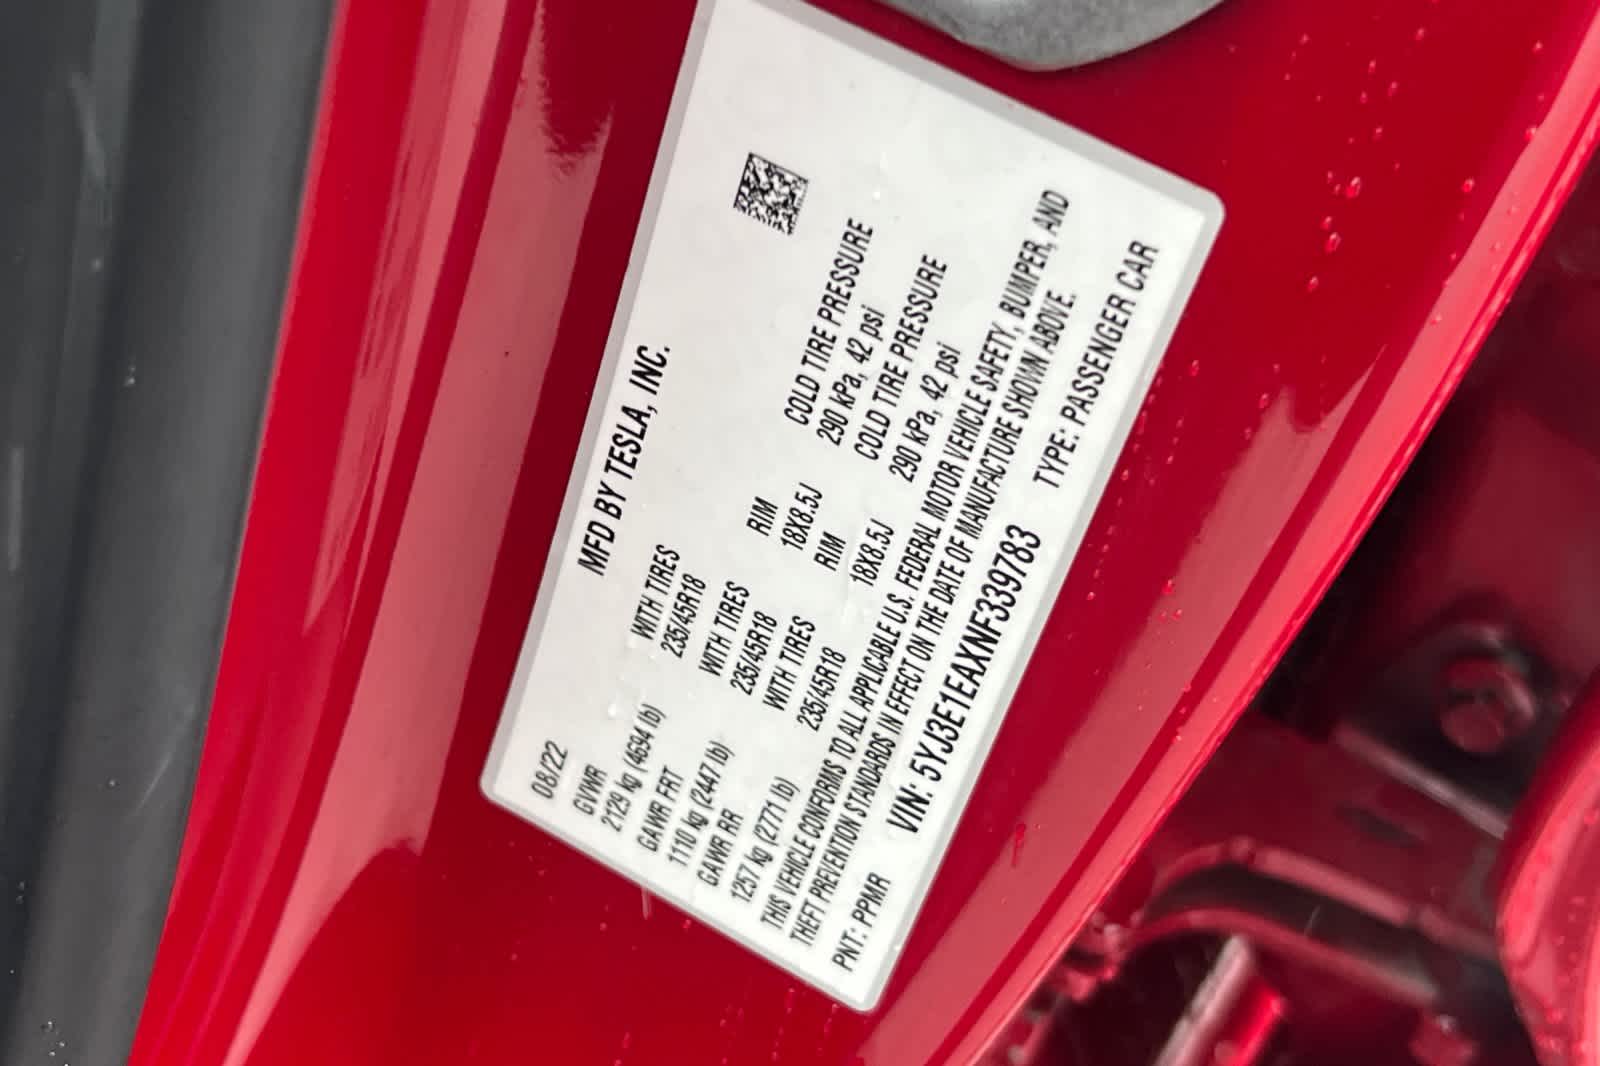 MFD BY TESLA, INC.
08/22
GVWR
2129 kg (4694 lb)
WITH TIRES
235/45R18
GAWR FRT
1110 kg (2447 lb)
WITH TIRES
235/45R18
RIM
18X8.5J
COLD TIRE PRESSURE
290 kPa, 42 psi
GAWR RR
1257 kg (2771 lb)
WITH TIRES
235/45R18
RIM
18X8.5J
COLD TIRE PRESSURE
290 kPa, 42 psi
THIS VEHICLE CONFORMS TO ALL APPLICABLE U.S. FEDERAL MOTOR VEHICLE SAFETY, BUMPER, AND
THEFT PREVENTION STANDARDS IN EFFECT ON THE DATE OF MANUFACTURE SHOWN ABOVE.
PNT: PPMR
VIN: 5YJ3E1EAXNF339783
TYPE: PASSENGER CAR